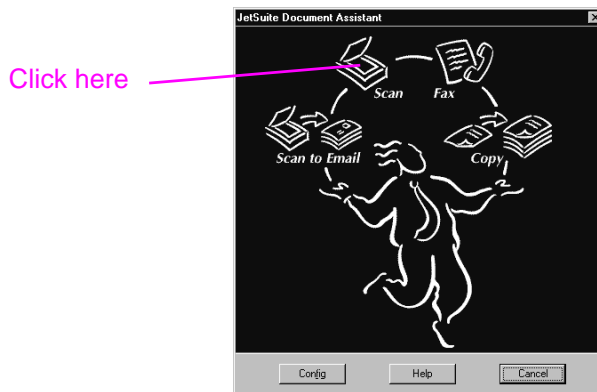 JetSuite Document Assistant
Click here
Scan
Fax
Scan to Email
Copy
Config
Help
Cancel